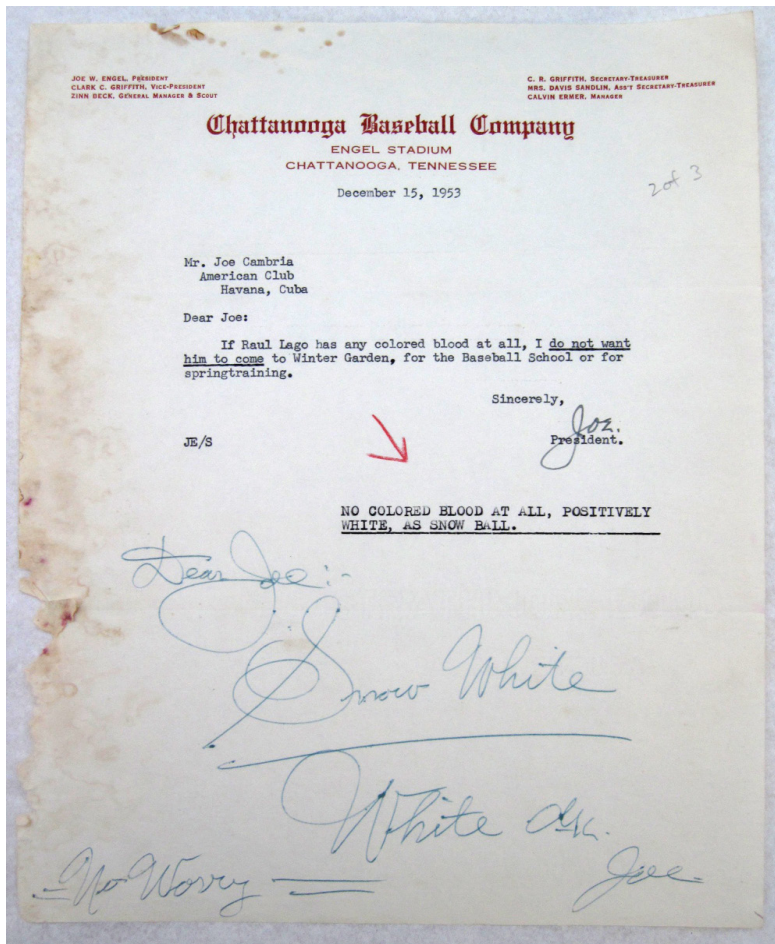 JOE W. ENGEL, PRESIDENT
CLARK C. GRIFFITH, VICE-PRESIDENT
ZINN BECK, GENERAL MANAGER & SCOUT
C. R. GRIFFITH, SECRETARY-TREASURER
MRS. DAVIS SANDLIN, ASS'T SECRETARY-TREASURER
CALVIN ERMER, MANAGER
Chattanooga Baseball Company
ENGEL STADIUM
CHATTANOOGA, TENNESSEE
December 15, 1953
2 of 3
Mr. Joe Cambria
American Club
Havana, Cuba
Dear Joe:
If Raul Lago has any colored blood at all, I do not want
him to come to Winter Garden, for the Baseball School or for
springtraining.
Sincerely,
Joe.
JE/S
President.
NO COLORED BLOOD AT ALL, POSITIVELY
WHITE, AS SNOW BALL.
Dear Joe:-
Snow White
White OK.
No Worry
Joe